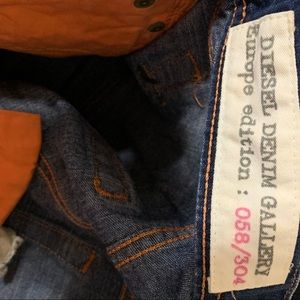 DIESEL DENIM GALLERY
Europe edition : 058/304